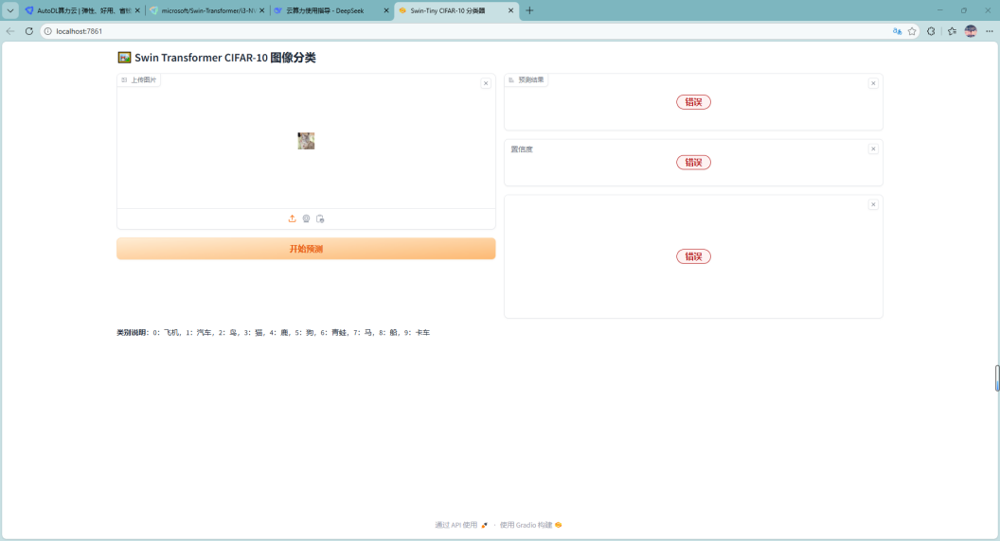 AutoDL算力云 | 弹性、好用、省钱
microsoft/Swin-Transformer/i3-N
云算力使用指导 - DeepSeek
Swin-Tiny CIFAR-10 分类器
localhost:7861
Swin Transformer CIFAR-10 图像分类
上传图片
预测结果
错误
置信度
错误
错误
开始预测
类别说明：0: 飞机, 1: 汽车, 2: 鸟, 3: 猫, 4: 鹿, 5: 狗, 6: 青蛙, 7: 马, 8: 船, 9: 卡车
通过 API 使用 · 使用 Gradio 构建